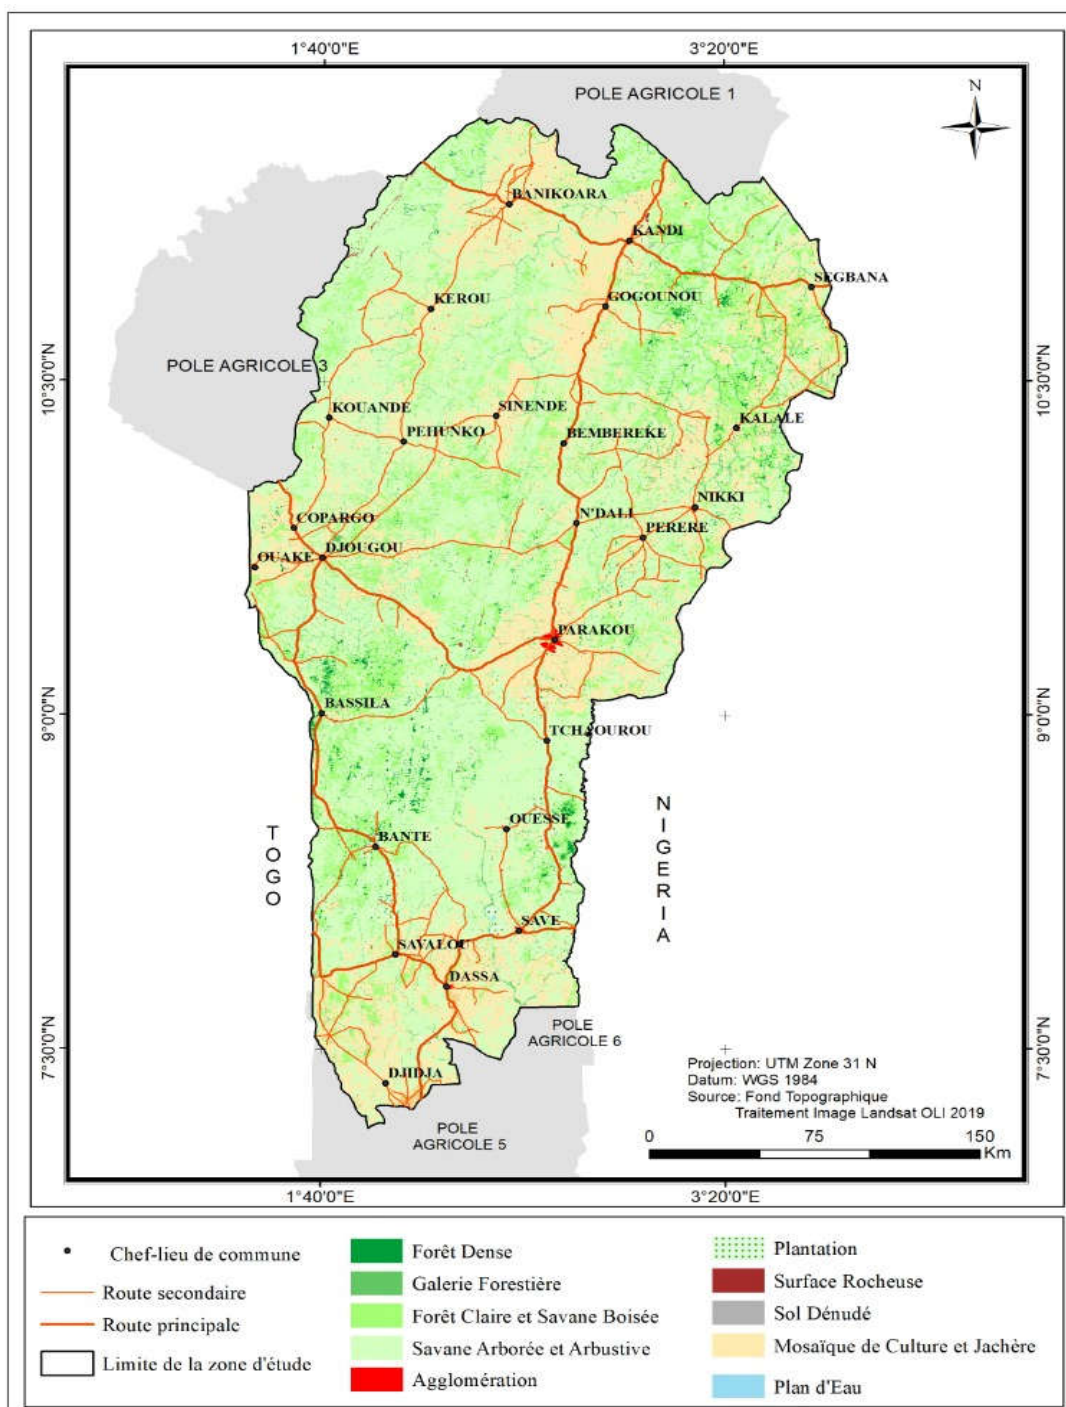 1°40'0"E 3°20'0"E
POLE AGRICOLE 1
N
BANIKOARA
KANDI
SEGBANA
KEROU
GOGOUNOU
POLE AGRICOLE 3
10°30'0"N 10°30'0"N
KOUANDE
SINENDE
KALALE
PEHUNKO
BEMBEREKE
NIKKI
COPARGO
N'DALI
PERERE
OUAKE
DJOUGOU
PARAKOU
BASSILA
9°0'0"N 9°0'0"N
TCHAOUROU
TOGO
NIGERIA
OUESSE
BANTE
SAVE
SAVALOU
DASSA
POLE
AGRICOLE 6
7°30'0"N 7°30'0"N
DJIDJA
Projection: UTM Zone 31 N
Datum: WGS 1984
Source: Fond Topographique
Traitement Image Landsat OLI 2019
POLE
AGRICOLE 5
0 75 150
Km
1°40'0"E 3°20'0"E
Chef-lieu de commune
Route secondaire
Route principale
Limite de la zone d'étude
Forêt Dense
Galerie Forestière
Forêt Claire et Savane Boisée
Savane Arborée et Arbustive
Agglomération
Plantation
Surface Rocheuse
Sol Dénudé
Mosaïque de Culture et Jachère
Plan d'Eau